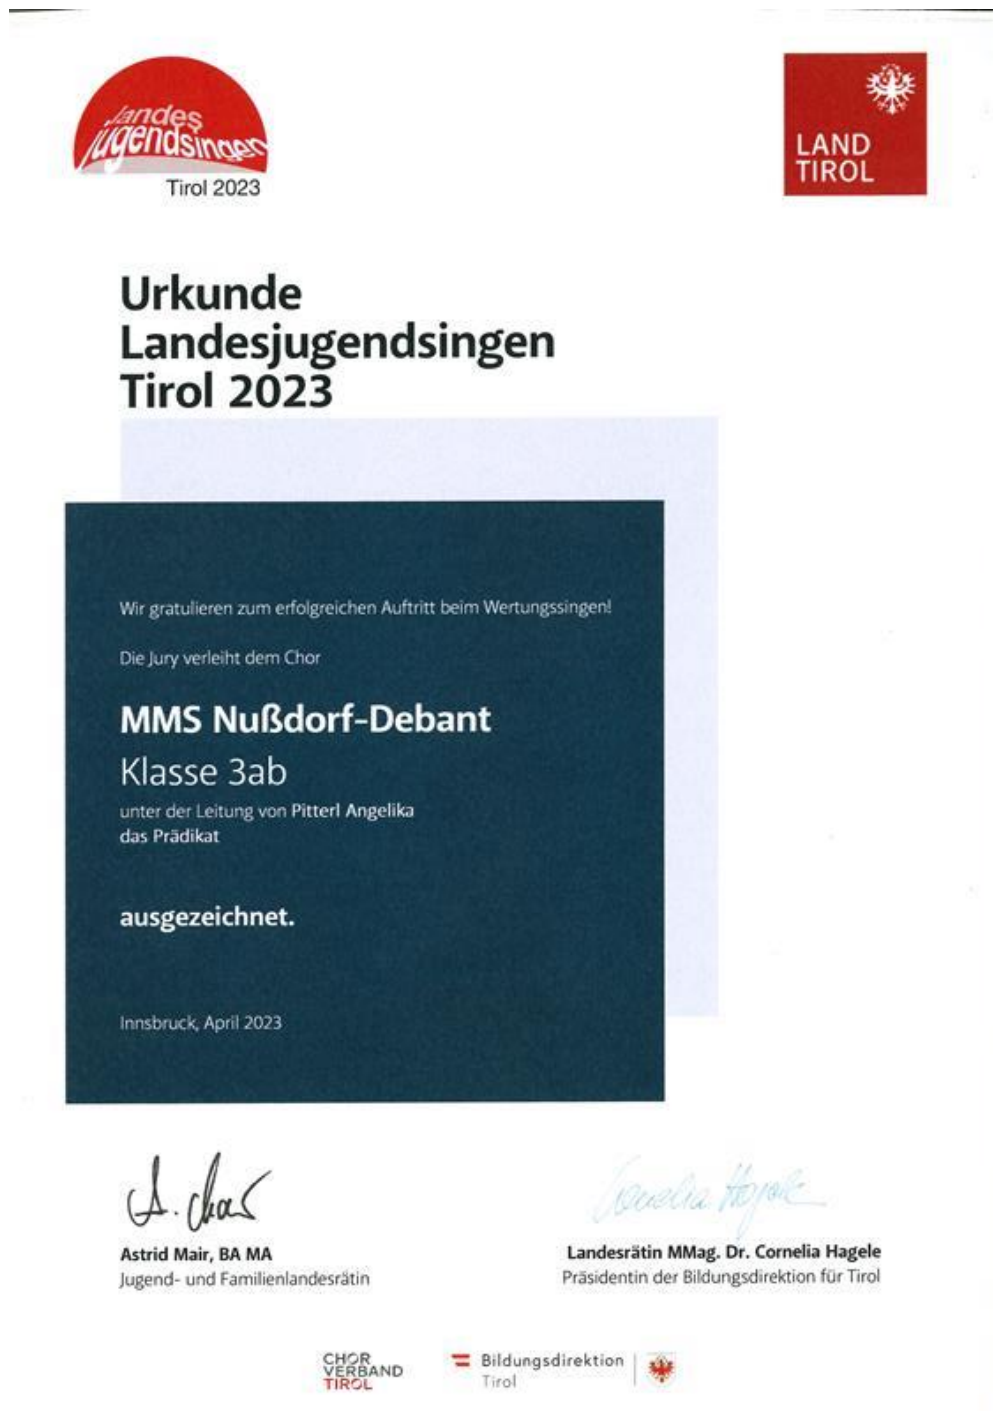 landes
jugendsingen
Tirol 2023
LAND
TIROL
Urkunde
Landesjugendsingen
Tirol 2023
Wir gratulieren zum erfolgreichen Auftritt beim Wertungssingen!
Die Jury verleiht dem Chor
MMS Nußdorf-Debant
Klasse 3ab
unter der Leitung von Pitterl Angelika
das Prädikat
ausgezeichnet.
Innsbruck, April 2023
Cornelia Hagele
Astrid Mair, BA MA
Jugend- und Familienlandesrätin
Landesrätin MMag. Dr. Cornelia Hagele
Präsidentin der Bildungsdirektion für Tirol
CHOR
VERBAND
TIROL
Bildungsdirektion
Tirol